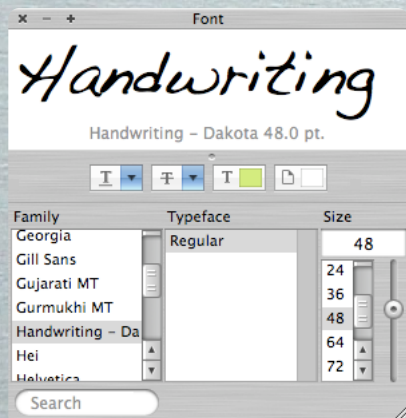 Font
Handwriting
Handwriting - Dakota 48.0 pt.
T T T
Family Typeface Size
Georgia Regular 48
Gill Sans 24
Gujarati MT 36
Gurmukhi MT 48
Handwriting - Da 64
Hei 72
Helvetica
Search